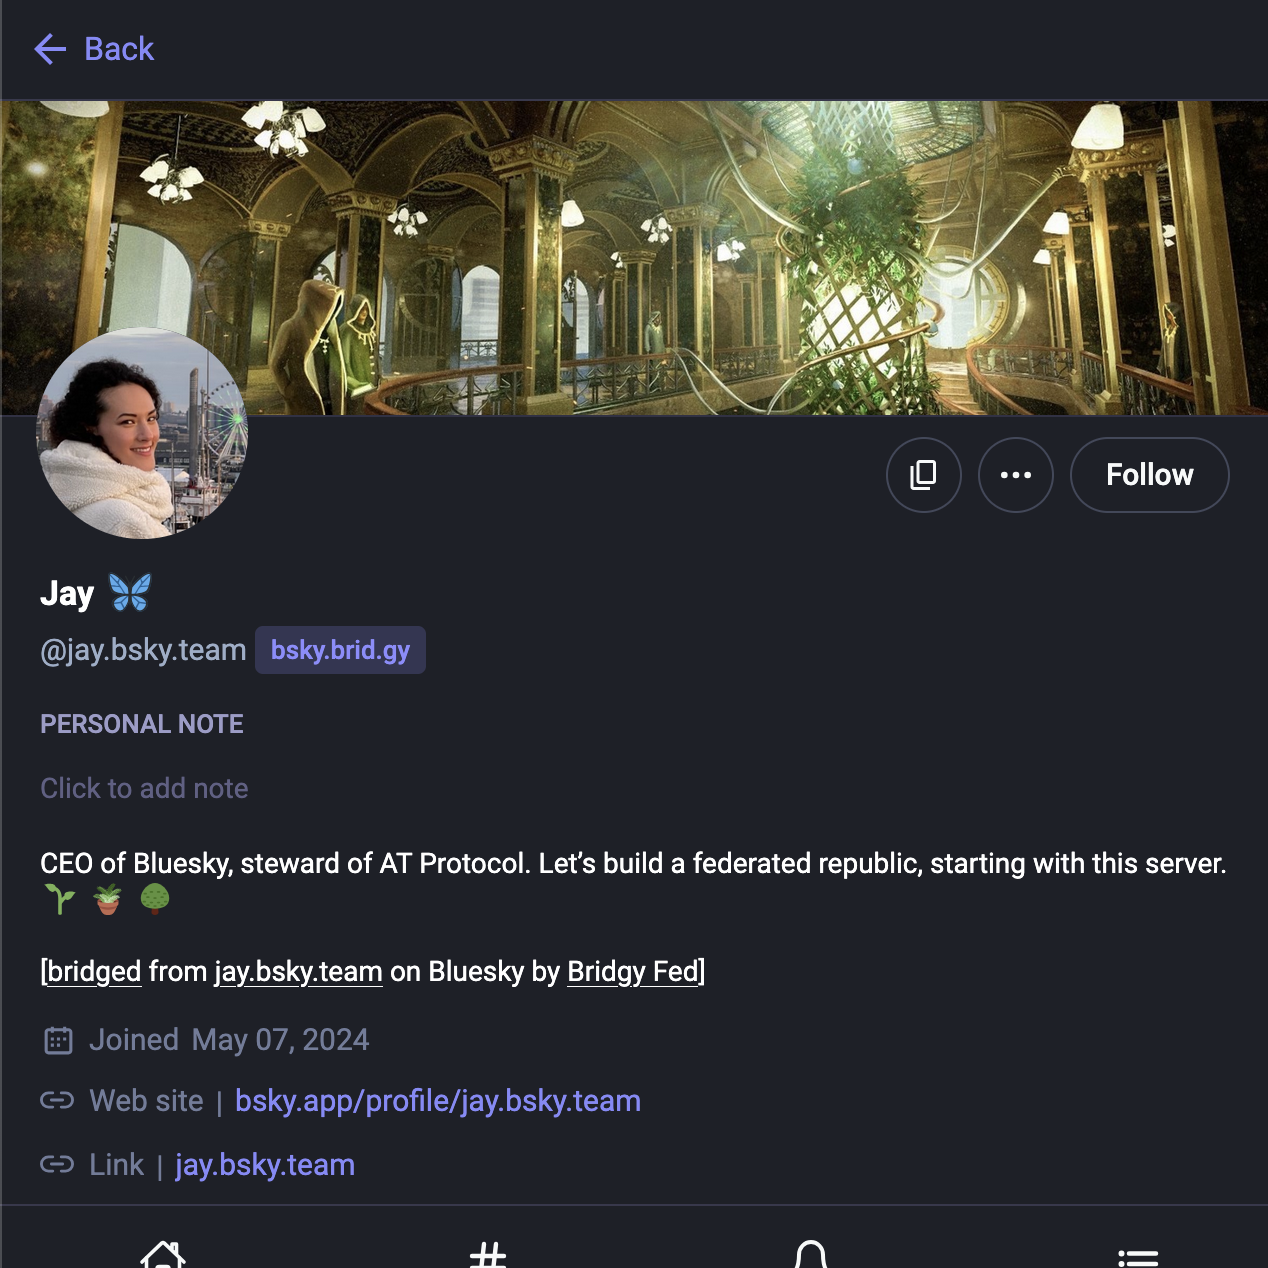 Back
Follow
Jay 🦋
@jay.bsky.team bsky.brid.gy
PERSONAL NOTE
Click to add note
CEO of Bluesky, steward of AT Protocol. Let’s build a federated republic, starting with this server.
🌱 🪴 🌳
[bridged from jay.bsky.team on Bluesky by Bridgy Fed]
Joined May 07, 2024
Web site | bsky.app/profile/jay.bsky.team
Link | jay.bsky.team